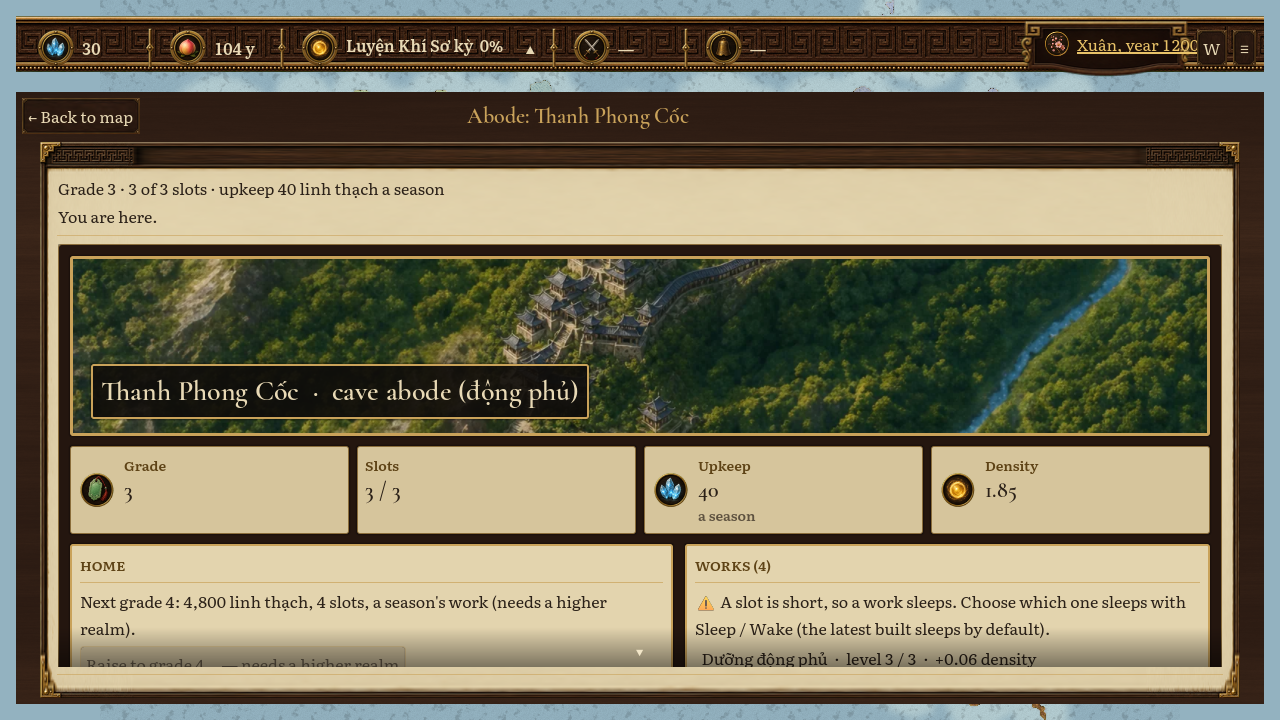 30
104 y
Luyện Khí Sơ kỳ 0%
▲
—
—
Xuân, year 1200
W
≡
← Back to map
Abode: Thanh Phong Cốc
Grade 3 · 3 of 3 slots · upkeep 40 linh thạch a season
You are here.
Thanh Phong Cốc · cave abode (động phủ)
Grade
3
Slots
3 / 3
Upkeep
40
a season
Density
1.85
HOME
Next grade 4: 4,800 linh thạch, 4 slots, a season's work (needs a higher
realm).
Raise to grade 4 — needs a higher realm
WORKS (4)
⚠ A slot is short, so a work sleeps. Choose which one sleeps with
Sleep / Wake (the latest built sleeps by default).
Dưỡng động phủ · level 3 / 3 · +0.06 density
▼